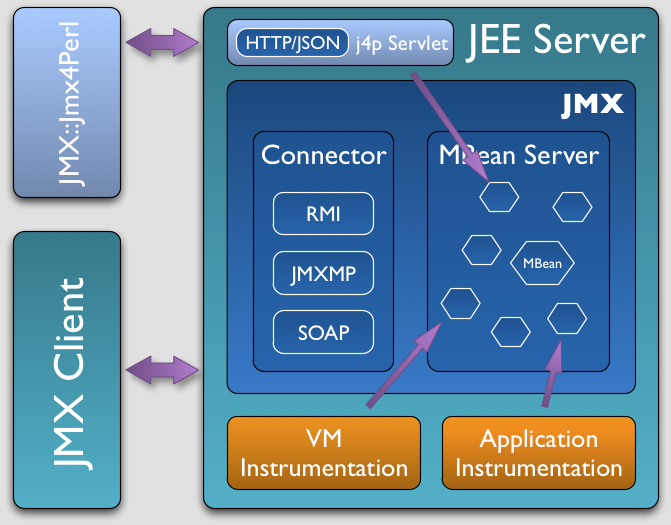 JMX::Jmx4Perl
HTTP/JSON
j4p Servlet
JEE Server
JMX
Connector
RMI
JMXMP
SOAP
MBean Server
MBean
JMX Client
VM
Instrumentation
Application
Instrumentation